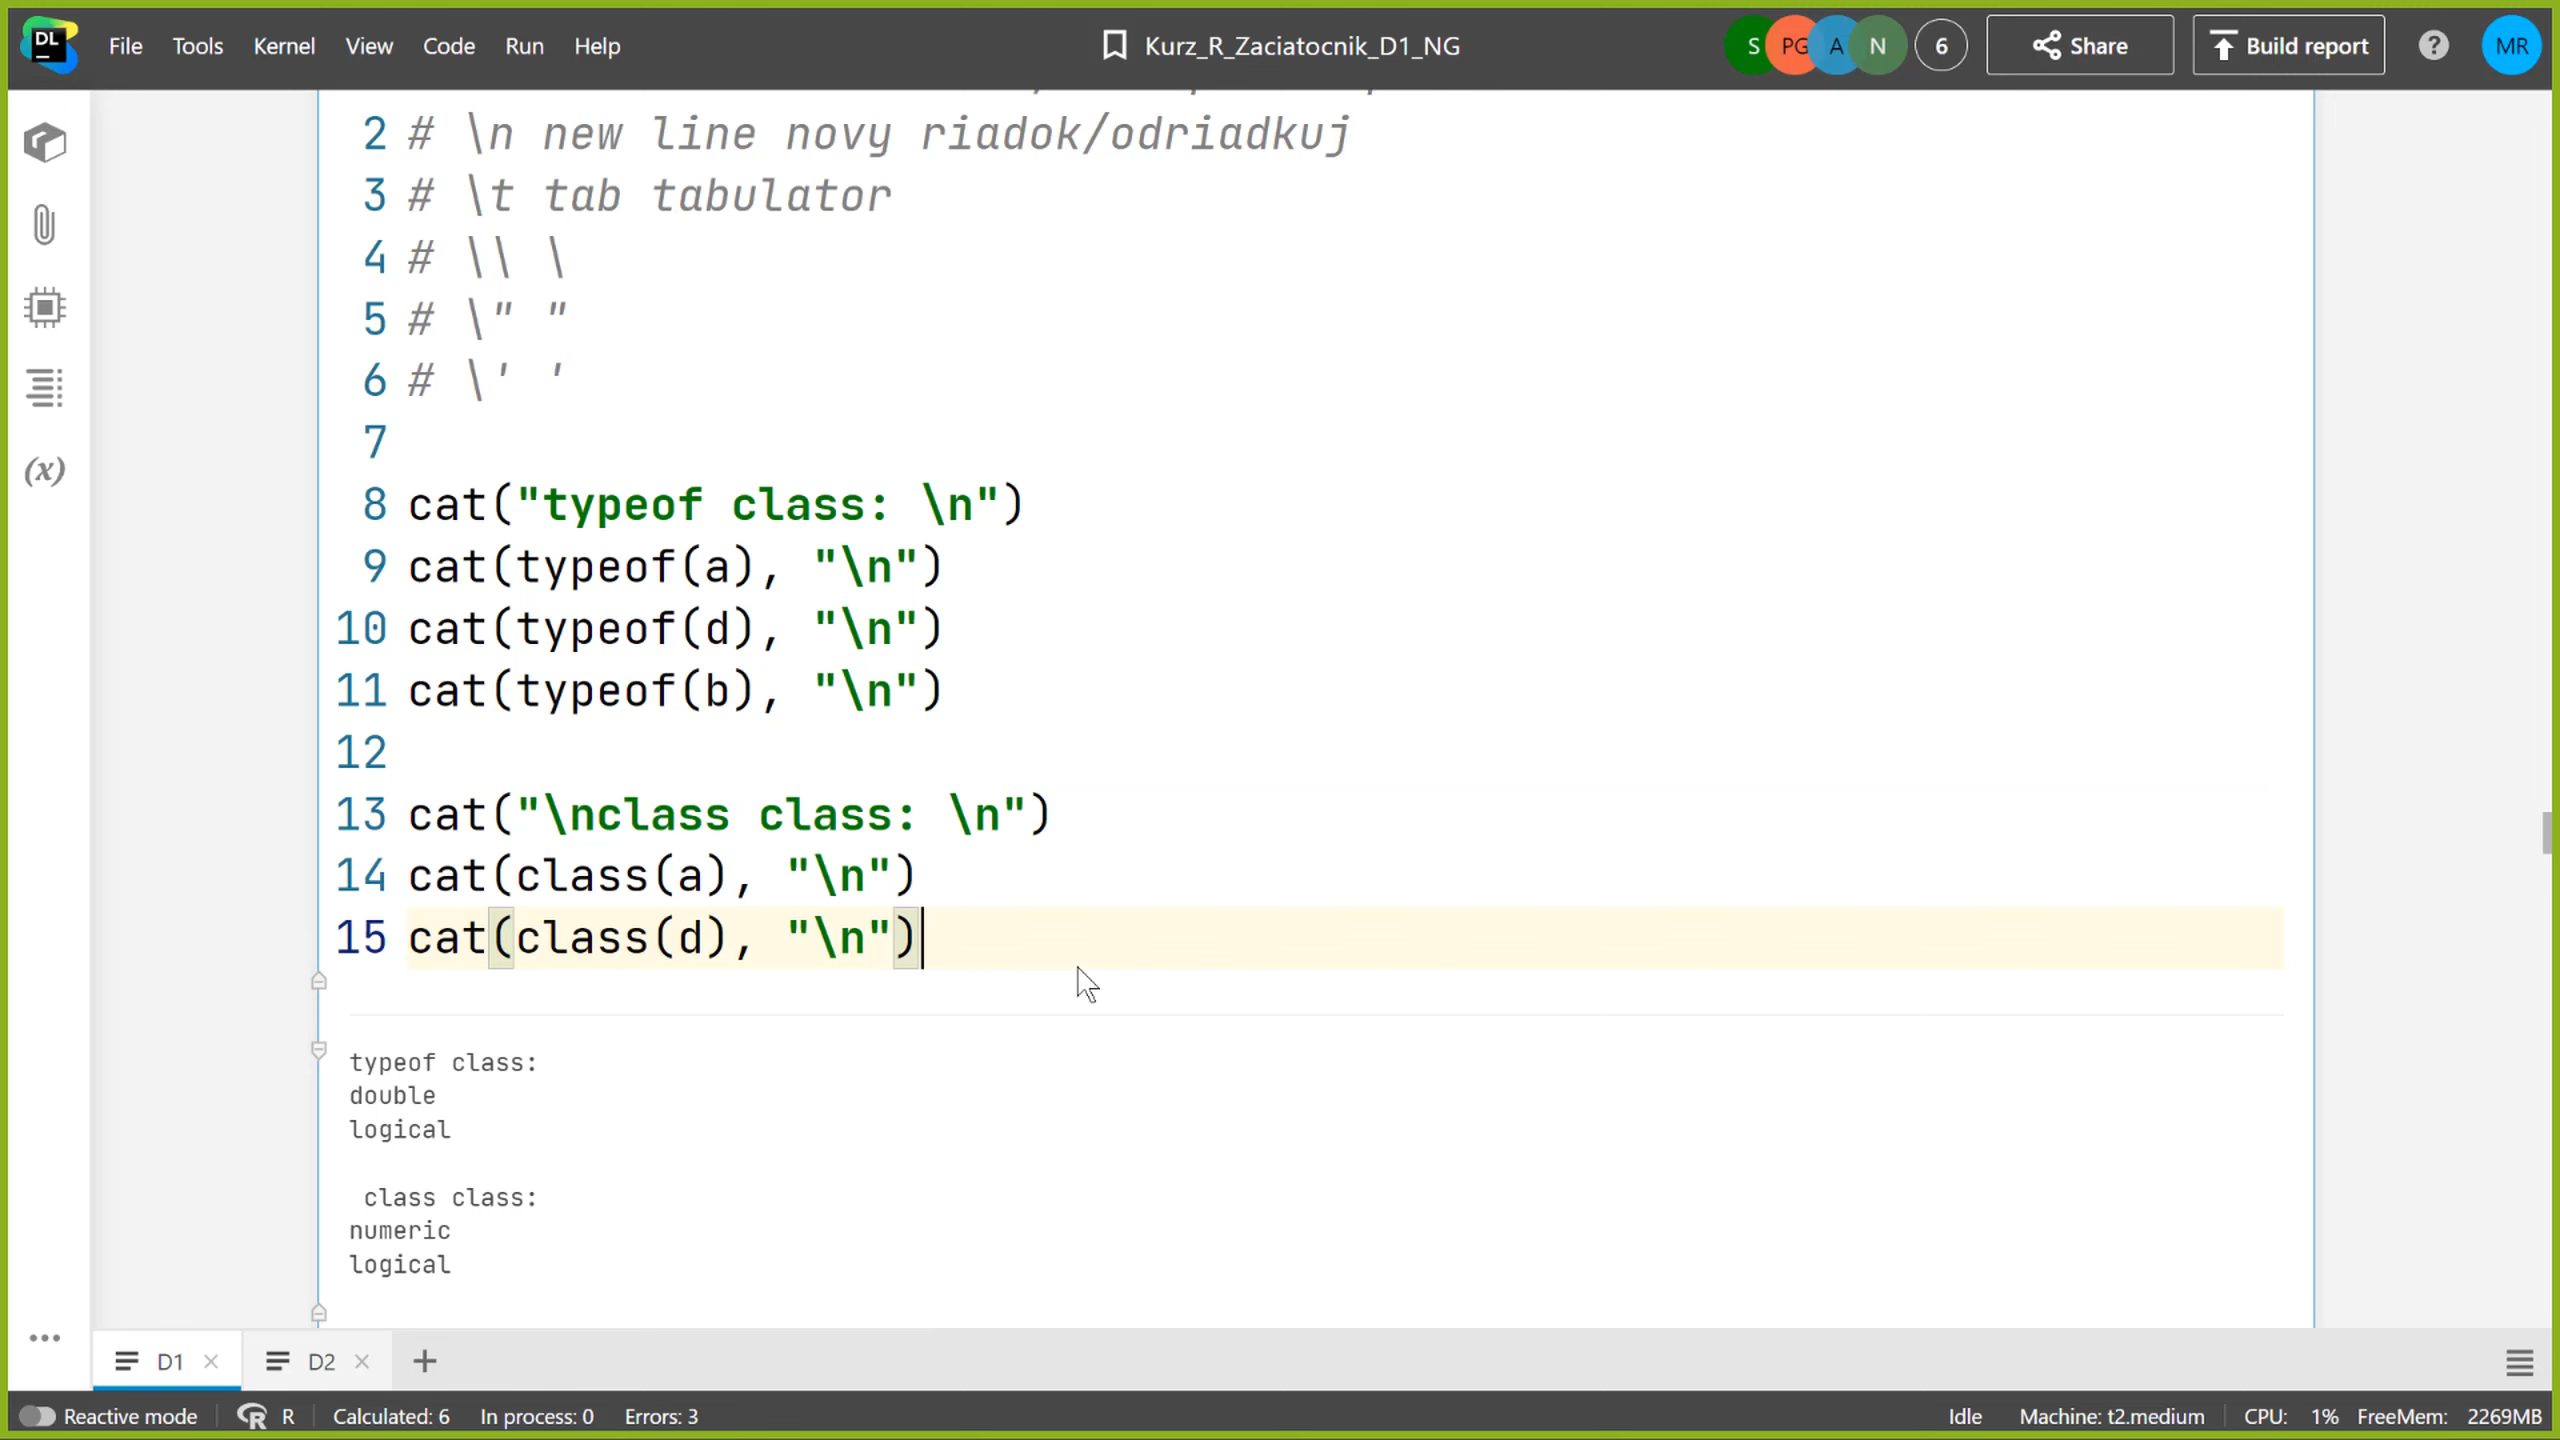 DL
File Tools Kernel View Code Run Help
Kurz_R_Zaciatocnik_D1_NG
S PG A N 6 Share Build report ? MR
2 # \n new line novy riadok/odriadkuj
3 # \t tab tabulator
4 # \\ \
5 # \" "
6 # \' '
7
8 cat("typeof class: \n")
9 cat(typeof(a), "\n")
10 cat(typeof(d), "\n")
11 cat(typeof(b), "\n")
12
13 cat("\nclass class: \n")
14 cat(class(a), "\n")
15 cat(class(d), "\n")
(x)
typeof class:
double
logical
class class:
numeric
logical
D1 D2
Reactive mode R Calculated: 6 In process: 0 Errors: 3 Idle Machine: t2.medium CPU: 1% FreeMem: 2269MB